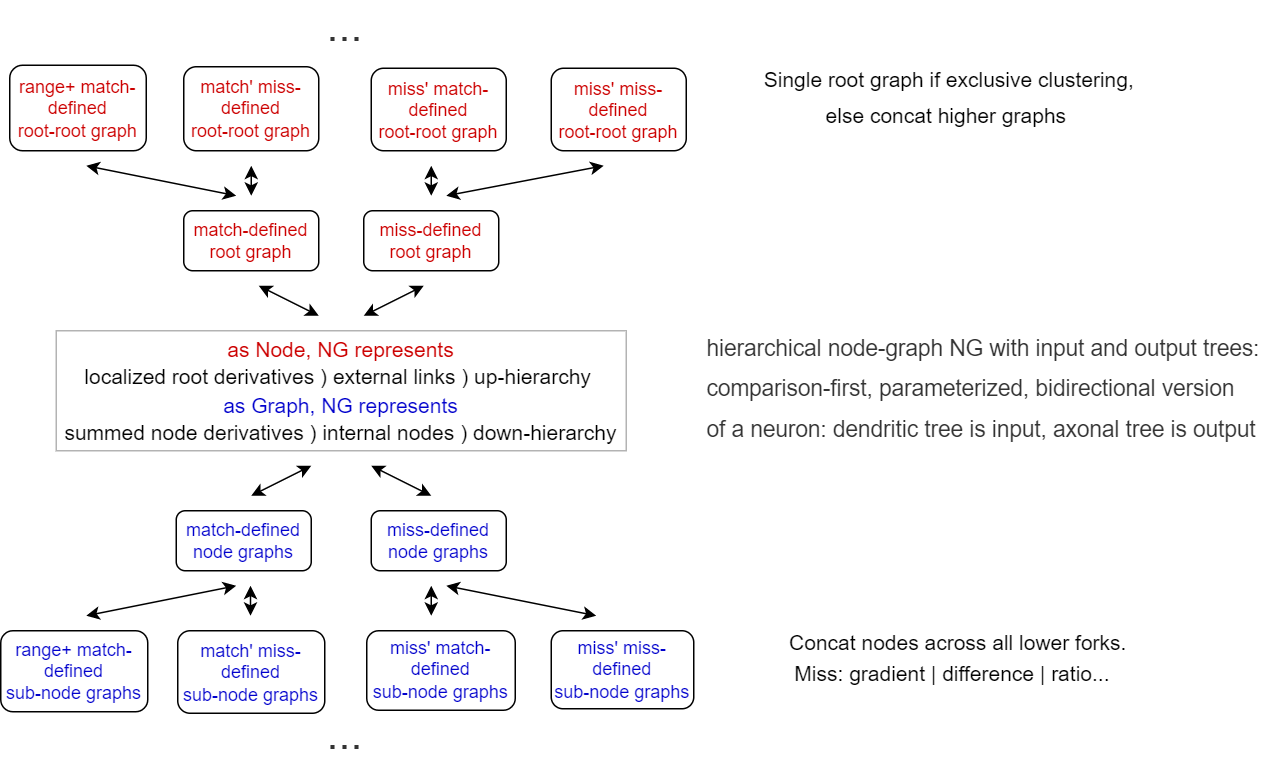 ...
range+ match-
defined
root-root graph
match' miss-
defined
root-root graph
miss' match-
defined
root-root graph
miss' miss-
defined
root-root graph
Single root graph if exclusive clustering,
else concat higher graphs
match-defined
root graph
miss-defined
root graph
as Node, NG represents
localized root derivatives ) external links ) up-hierarchy
as Graph, NG represents
summed node derivatives ) internal nodes ) down-hierarchy
hierarchical node-graph NG with input and output trees:
comparison-first, parameterized, bidirectional version
of a neuron: dendritic tree is input, axonal tree is output
match-defined
node graphs
miss-defined
node graphs
range+ match-
defined
sub-node graphs
match' miss-
defined
sub-node graphs
miss' match-
defined
sub-node graphs
miss' miss-
defined
sub-node graphs
Concat nodes across all lower forks.
Miss: gradient | difference | ratio...
...